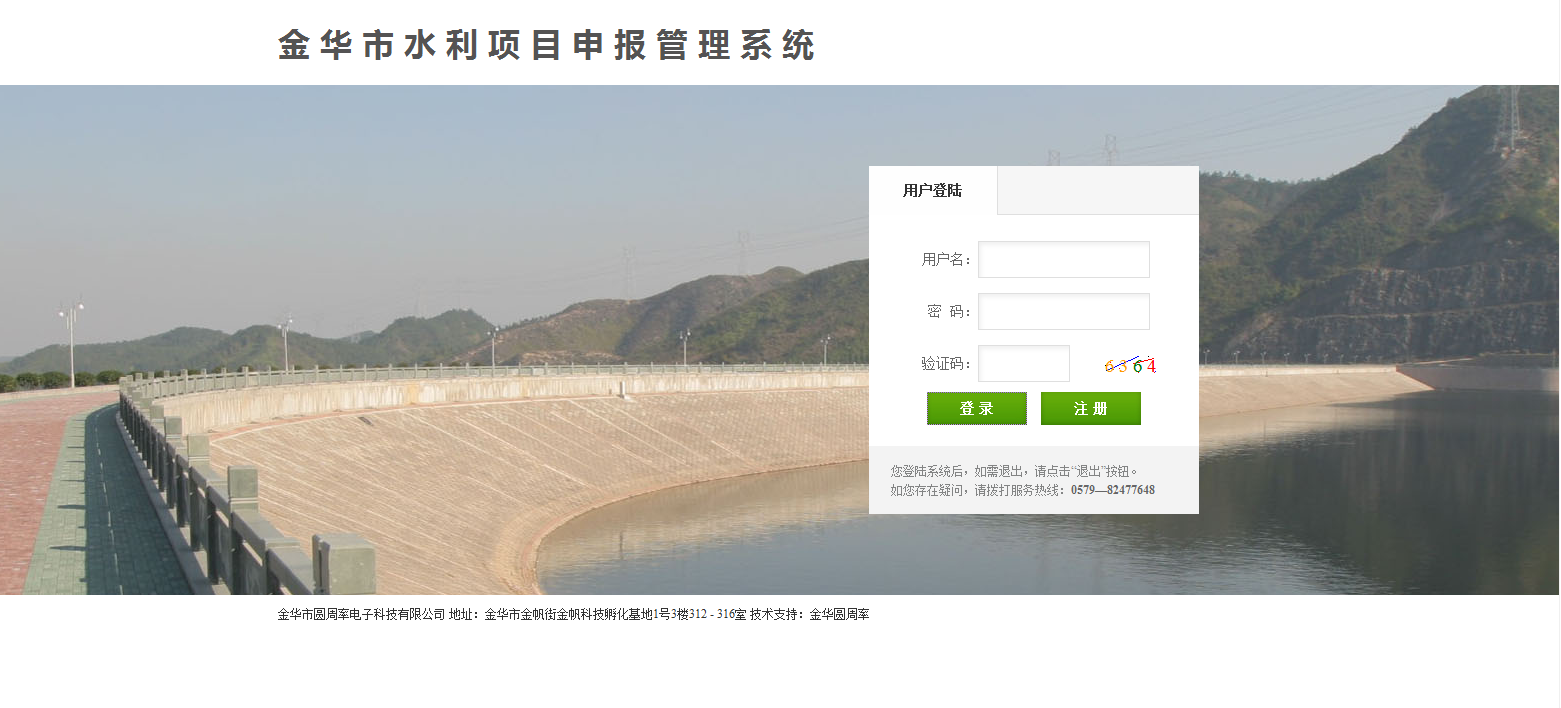 金华市水利项目申报管理系统
用户登陆
用户名：
密 码：
验证码： 6364
登 录 注 册
您登陆系统后，如需退出，请点击“退出”按钮。
如您存在疑问，请拨打服务热线：0579—82477648
金华市圆周率电子科技有限公司 地址：金华市金帆街金帆科技孵化基地1号3楼312 - 316室 技术支持：金华圆周率